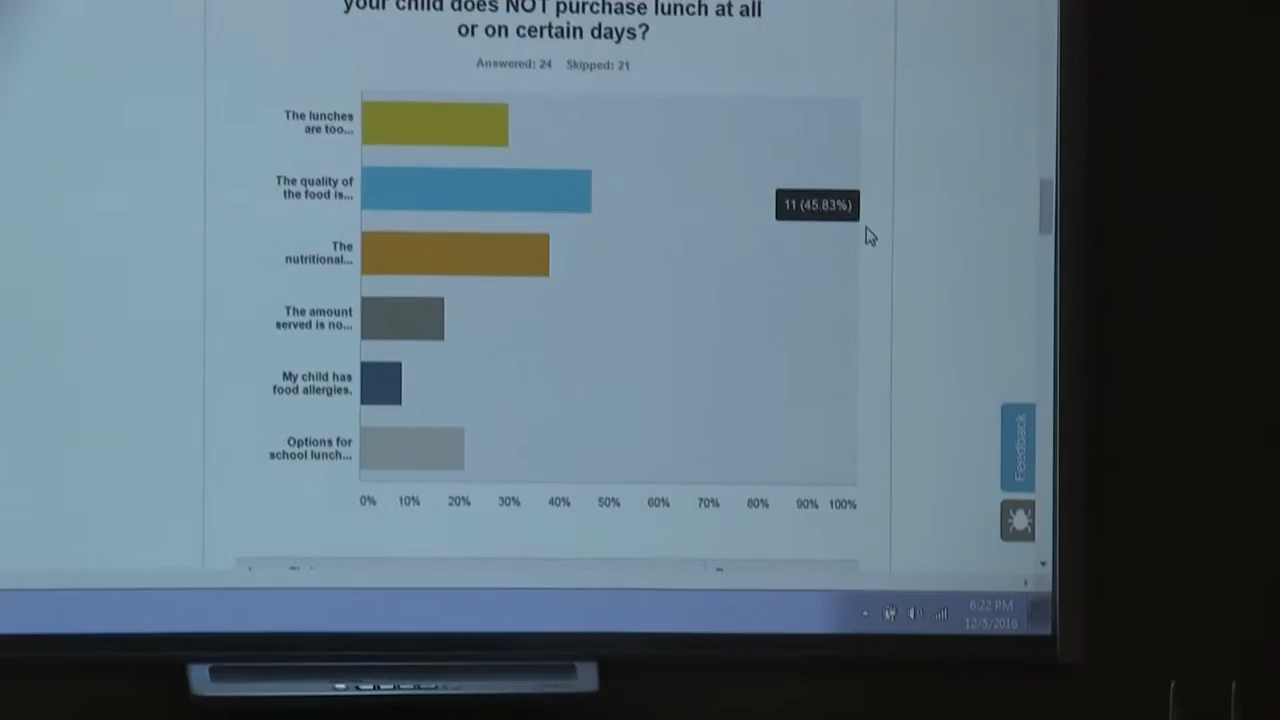 your child does NOT purchase lunch at all
or on certain days?
Answered: 24 Skipped: 21
The lunches
are too...
The quality of
the food is...
11 (45.83%)
The
nutritional...
The amount
served is no...
My child has
food allergies.
Options for
school lunch...
0% 10% 20% 30% 40% 50% 60% 70% 80% 90% 100%
Feedback
6:22 PM
12/5/2016